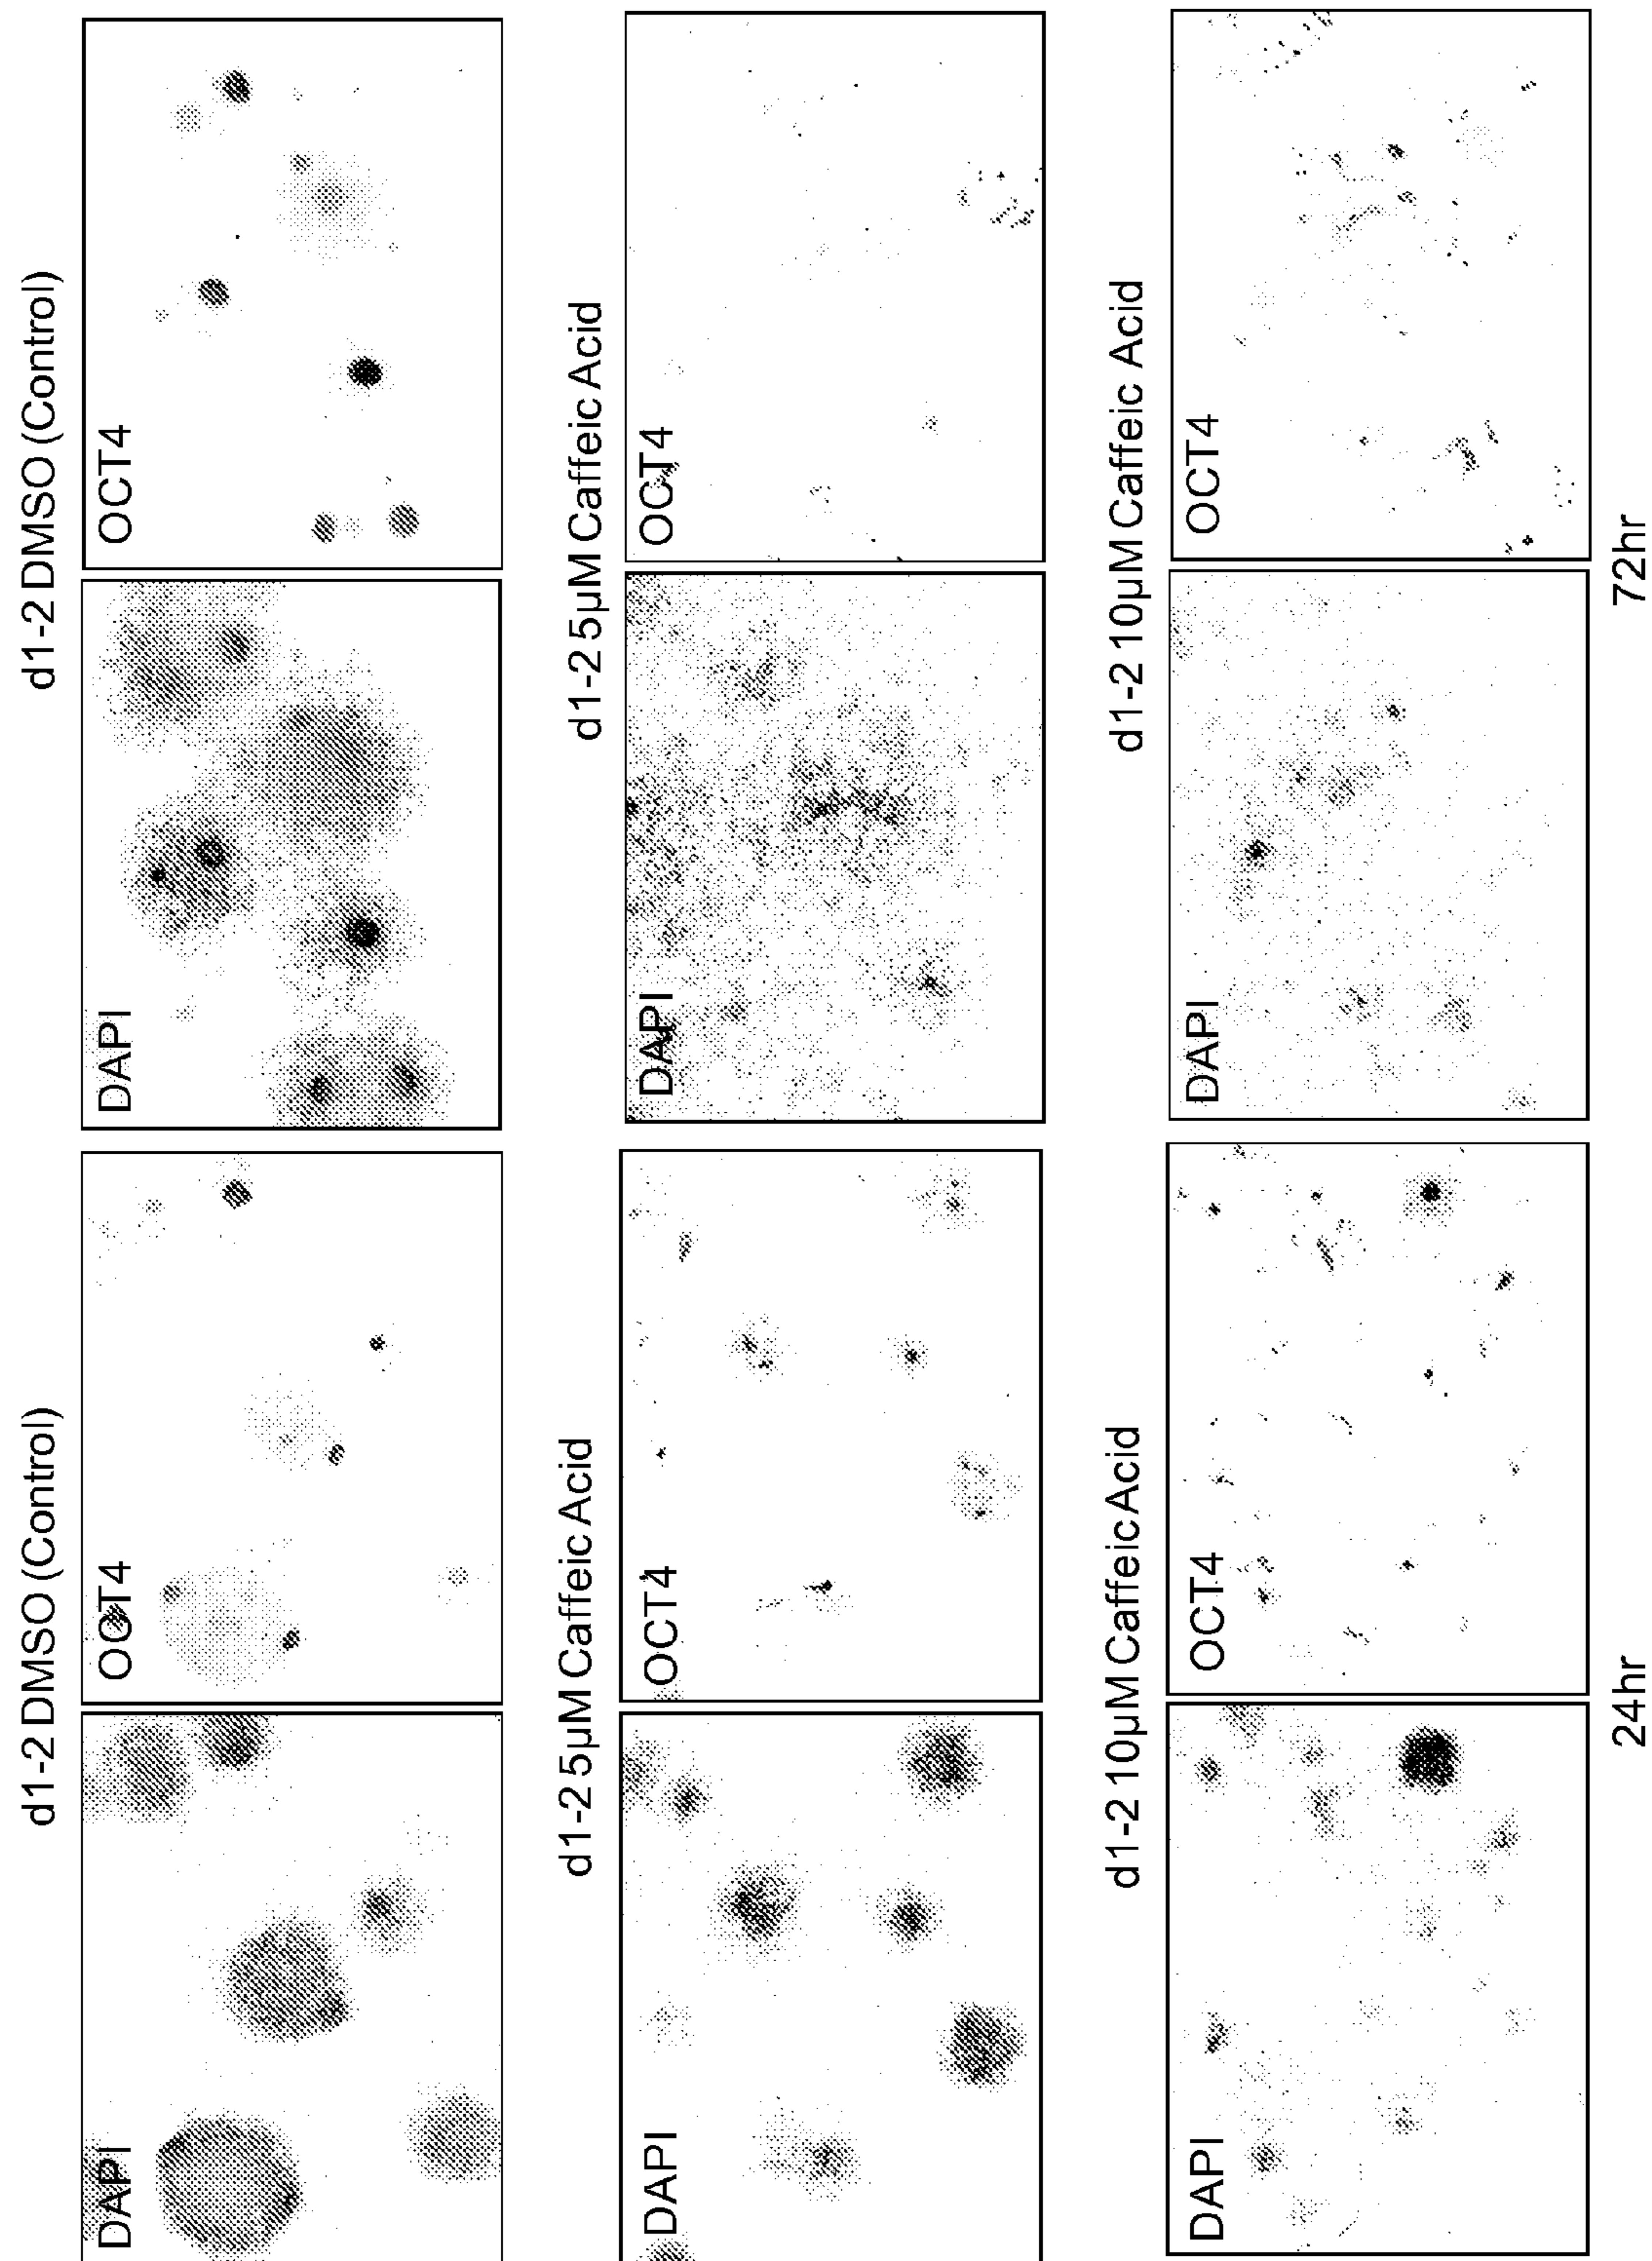 d1-2 DMSO (Control) d1-2 DMSO (Control)
DAPI OCT4 DAPI OCT4
d1-2 5µM Caffeic Acid d1-2 5µM Caffeic Acid
DAPI OCT4 DAPI OCT4
d1-2 10µM Caffeic Acid d1-2 10µM Caffeic Acid
DAPI OCT4 DAPI OCT4
24hr 72hr